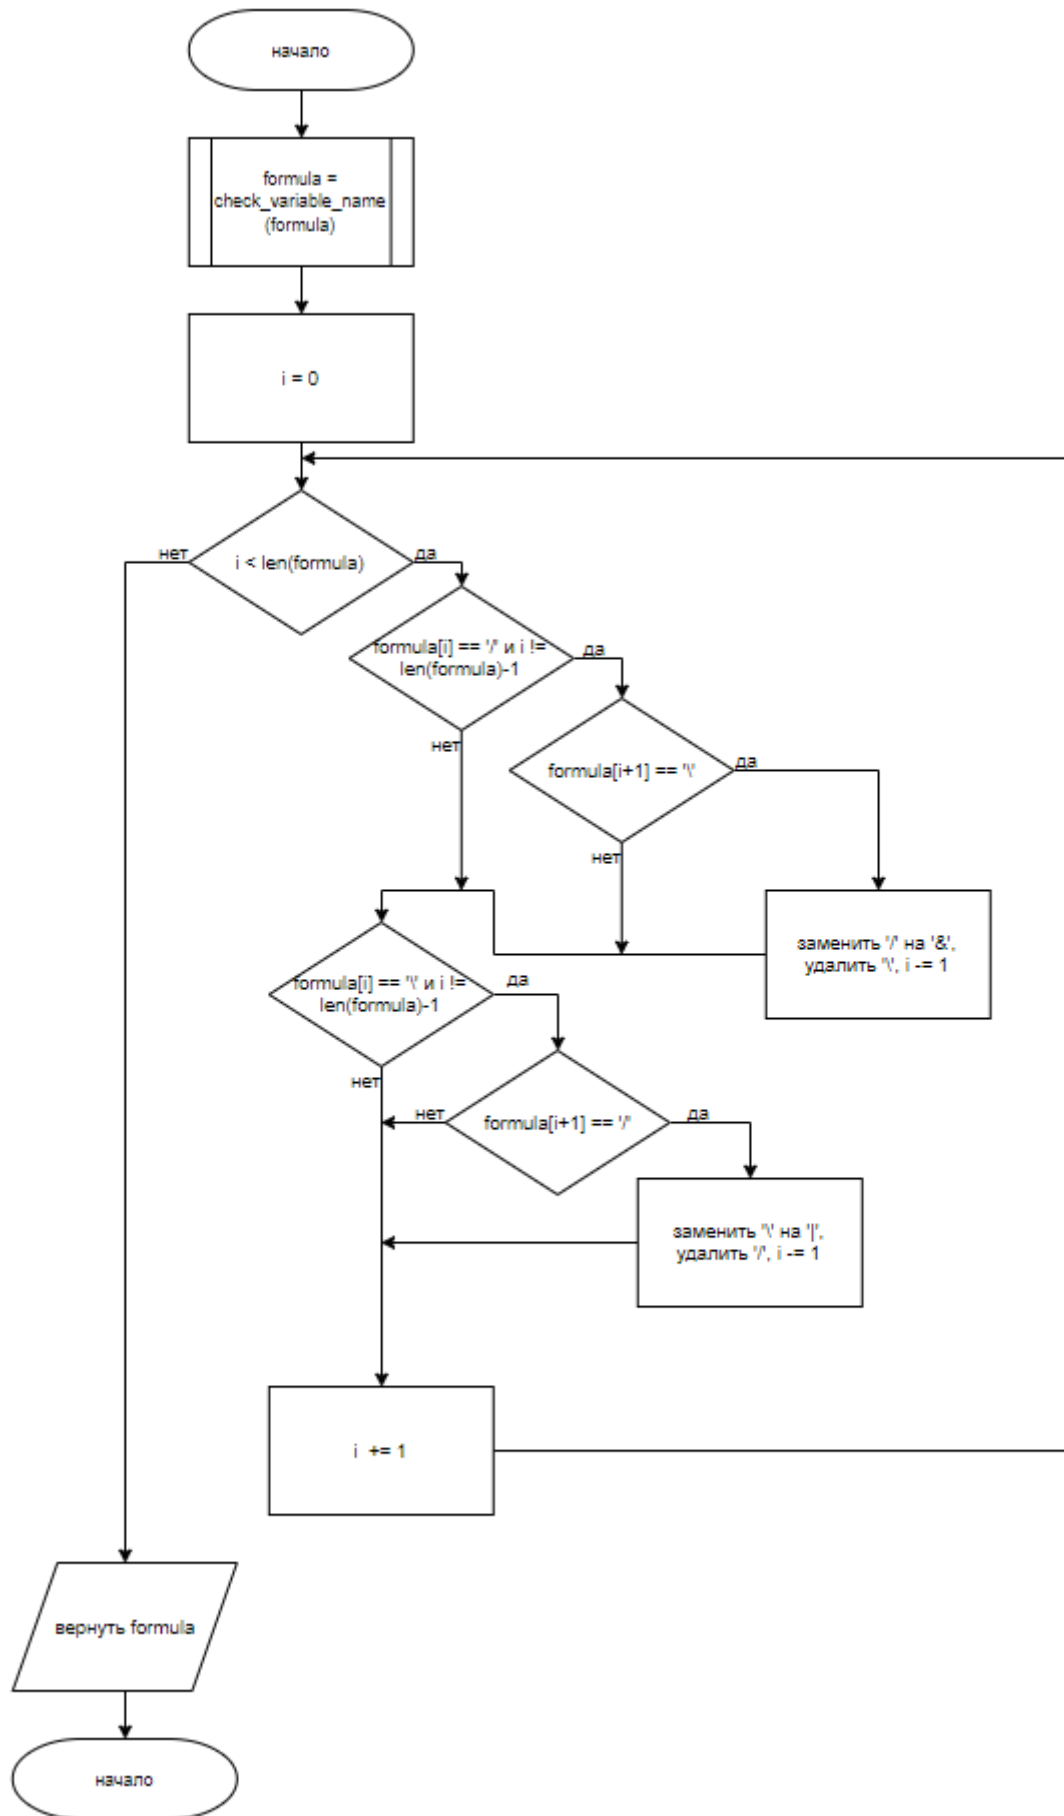 начало
formula =
check_variable_name
(formula)
i = 0
i < len(formula)
нет
да
formula[i] == '/' и i !=
len(formula)-1
да
нет
formula[i+1] == '\'
да
нет
заменить '/' на '&',
удалить '\', i -= 1
formula[i] == '\' и i !=
len(formula)-1
да
нет
formula[i+1] == '/'
нет
да
заменить '\' на '|',
удалить '/', i -= 1
i += 1
вернуть formula
начало